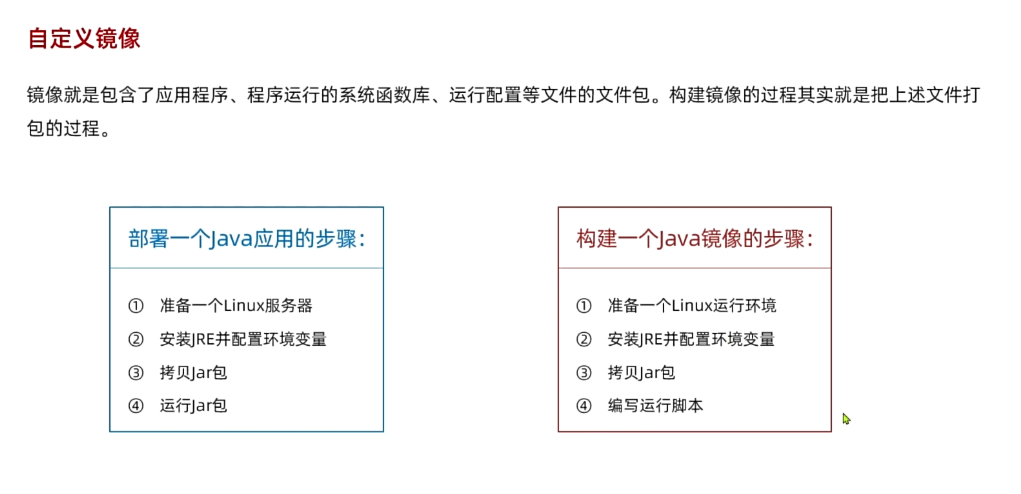 自定义镜像
镜像就是包含了应用程序、程序运行的系统函数库、运行配置等文件的文件包。构建镜像的过程其实就是把上述文件打
包的过程。
部署一个Java应用的步骤：
① 准备一个Linux服务器
② 安装JRE并配置环境变量
③ 拷贝Jar包
④ 运行Jar包
构建一个Java镜像的步骤：
① 准备一个Linux运行环境
② 安装JRE并配置环境变量
③ 拷贝Jar包
④ 编写运行脚本